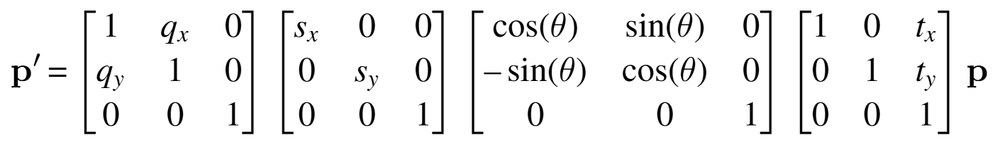 1 q_x 0 s_x 0 0 cos(θ) sin(θ) 0 1 0 t_x
p′ = q_y 1 0 0 s_y 0 −sin(θ) cos(θ) 0 0 1 t_y p
0 0 1 0 0 1 0 0 1 0 0 1